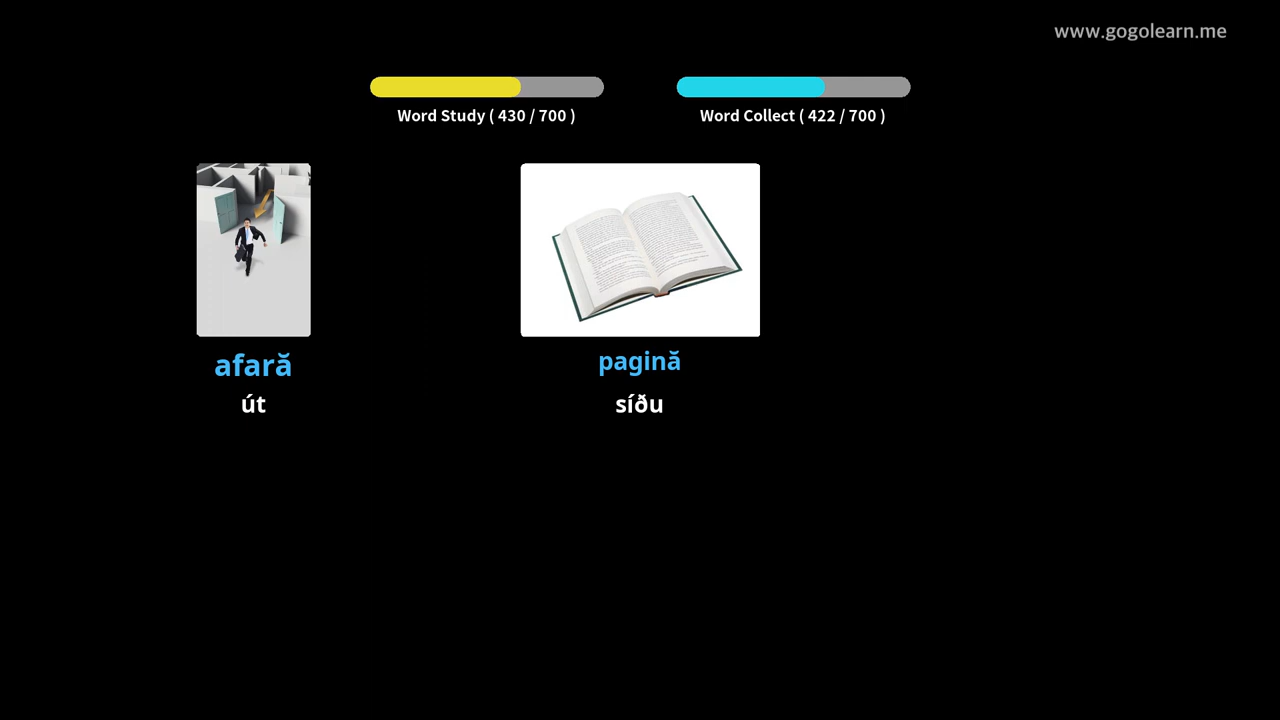 www.gogolearn.me
Word Study ( 430 / 700 )
Word Collect ( 422 / 700 )
afară
út
pagină
síðu